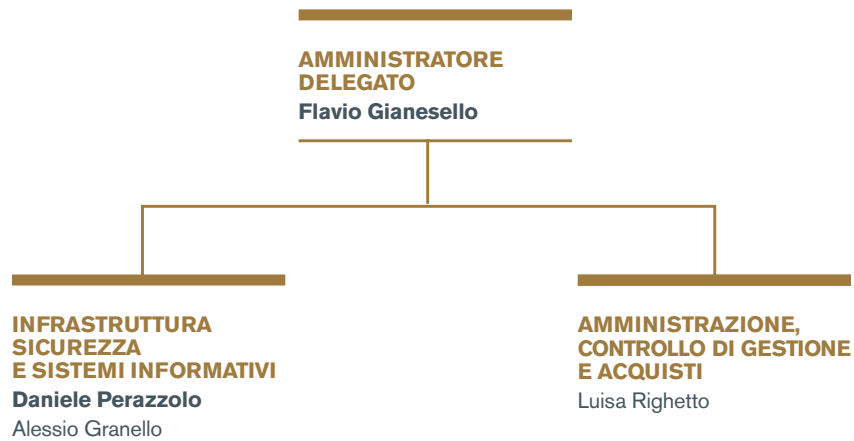 AMMINISTRATORE
DELEGATO
Flavio Gianesello
INFRASTRUTTURA
SICUREZZA
E SISTEMI INFORMATIVI
Daniele Perazzolo
Alessio Granello
AMMINISTRAZIONE,
CONTROLLO DI GESTIONE
E ACQUISTI
Luisa Righetto